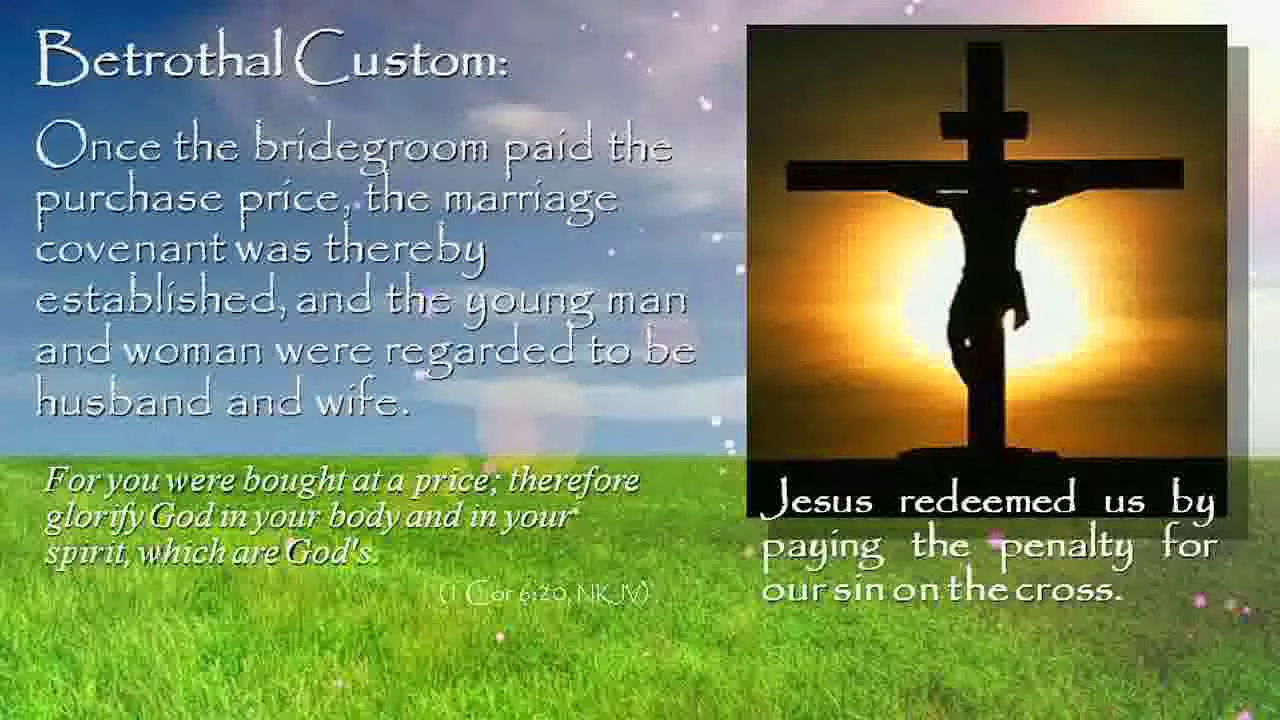 Betrothal Custom:
Once the bridegroom paid the
purchase price, the marriage
covenant was thereby
established, and the young man
and woman were regarded to be
husband and wife.
For you were bought at a price; therefore
glorify God in your body and in your
spirit, which are God's.
(1 Cor 6:20, NKJV)
Jesus redeemed us by
paying the penalty for
our sin on the cross.